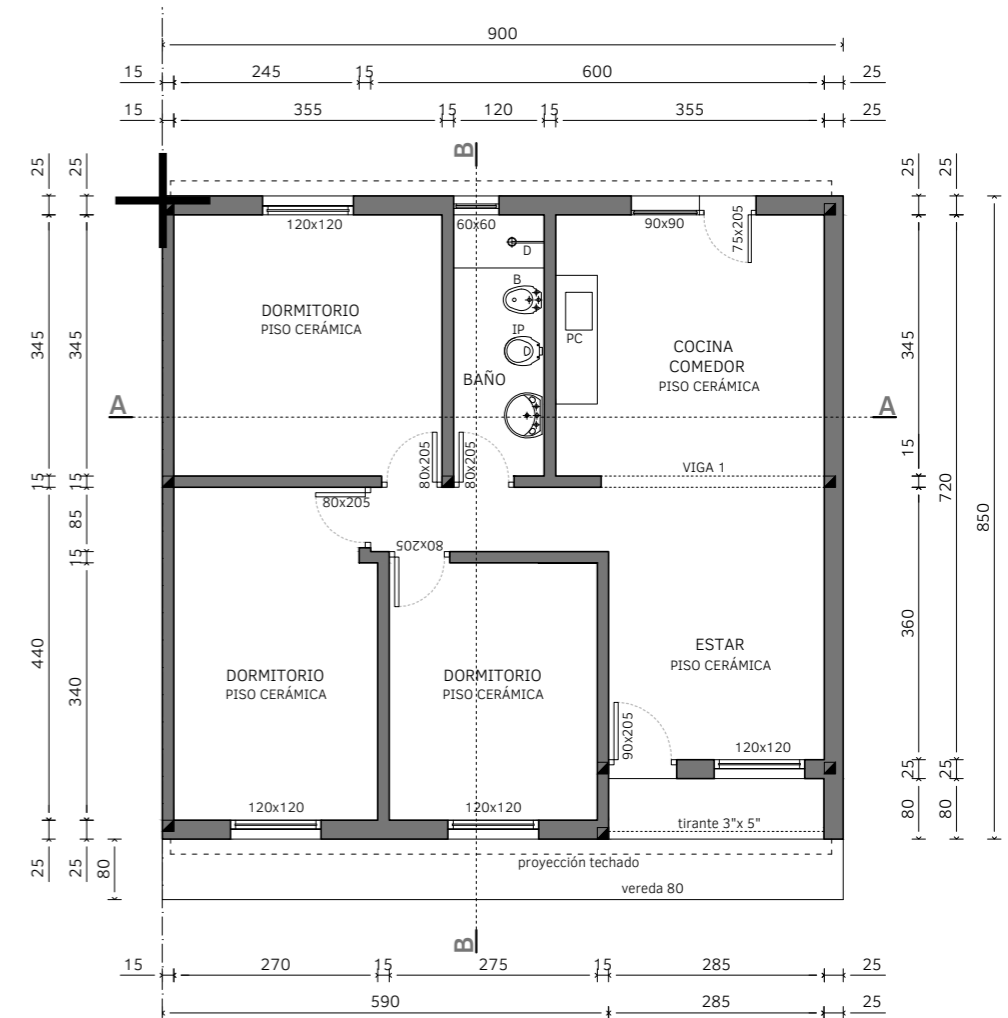 900
15 245 15 600 25
15 355 15 120 15 355 25
B
25 25 25 25
120x120 60x60 90x90 75x205
D
B
DORMITORIO
PISO CERÁMICA
IP
D
PC
345 345 345
COCINA
COMEDOR
PISO CERÁMICA
BAÑO
A A
80x205 80x205
VIGA 1
15 15 15
720
850
80x205
85
80x205
15
440
340
360
DORMITORIO
PISO CERÁMICA
DORMITORIO
PISO CERÁMICA
ESTAR
PISO CERÁMICA
90x205
120x120
25 25
120x120 120x120
tirante 3"x 5"
80 80
25 25 80
proyección techado
vereda 80
B
15 270 15 275 15 285 25
590 285 25